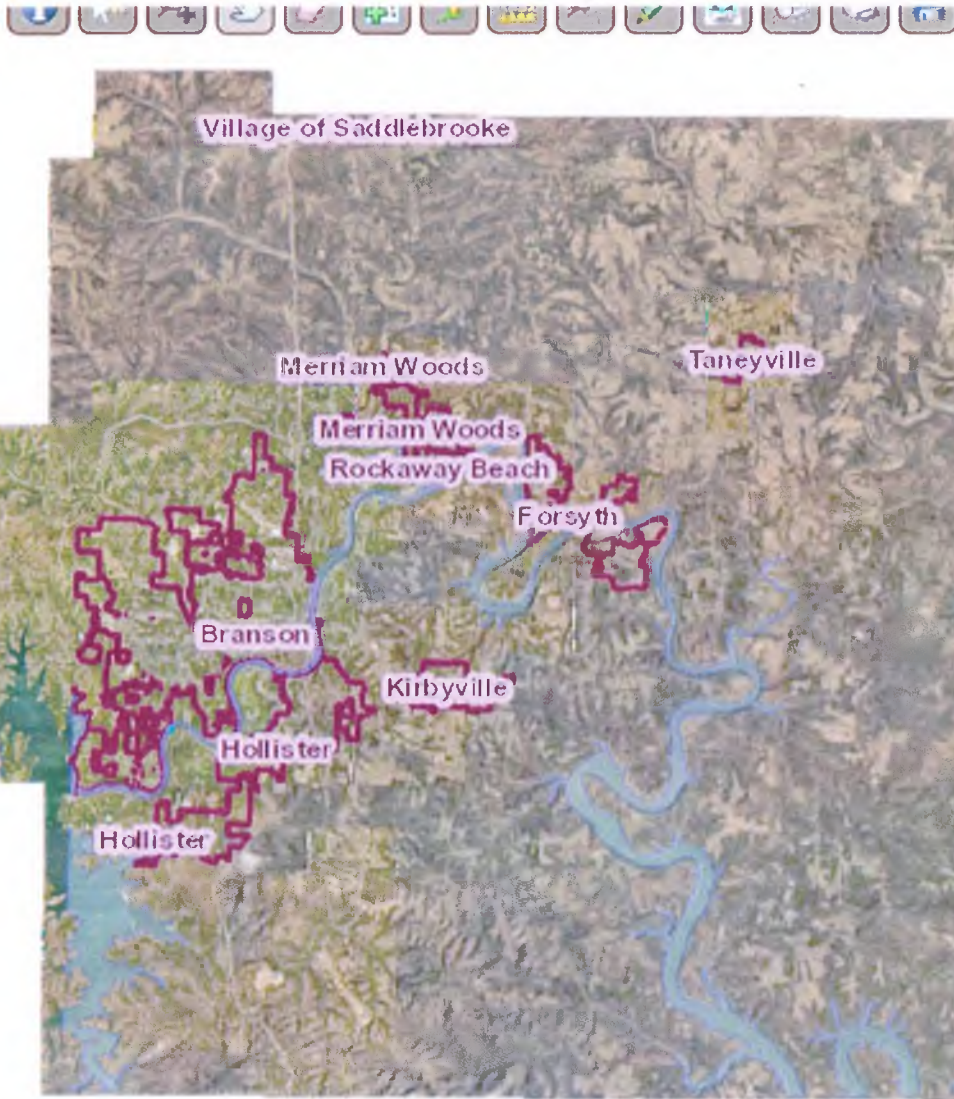 Village of Saddlebrooke
Merriam Woods
Taneyville
Merriam Woods
Rockaway Beach
Forsyth
Branson
Kirbyville
Hollister
Hollister